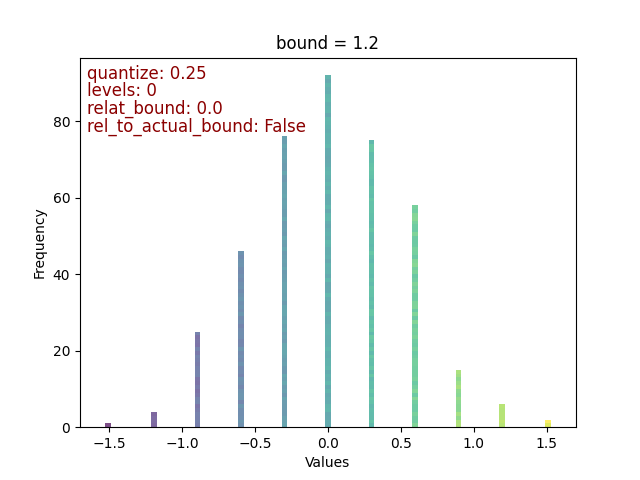 bound = 1.2
quantize: 0.25
levels: 0
relat_bound: 0.0
rel_to_actual_bound: False
Frequency
80
60
40
20
0
−1.5 −1.0 −0.5 0.0 0.5 1.0 1.5
Values